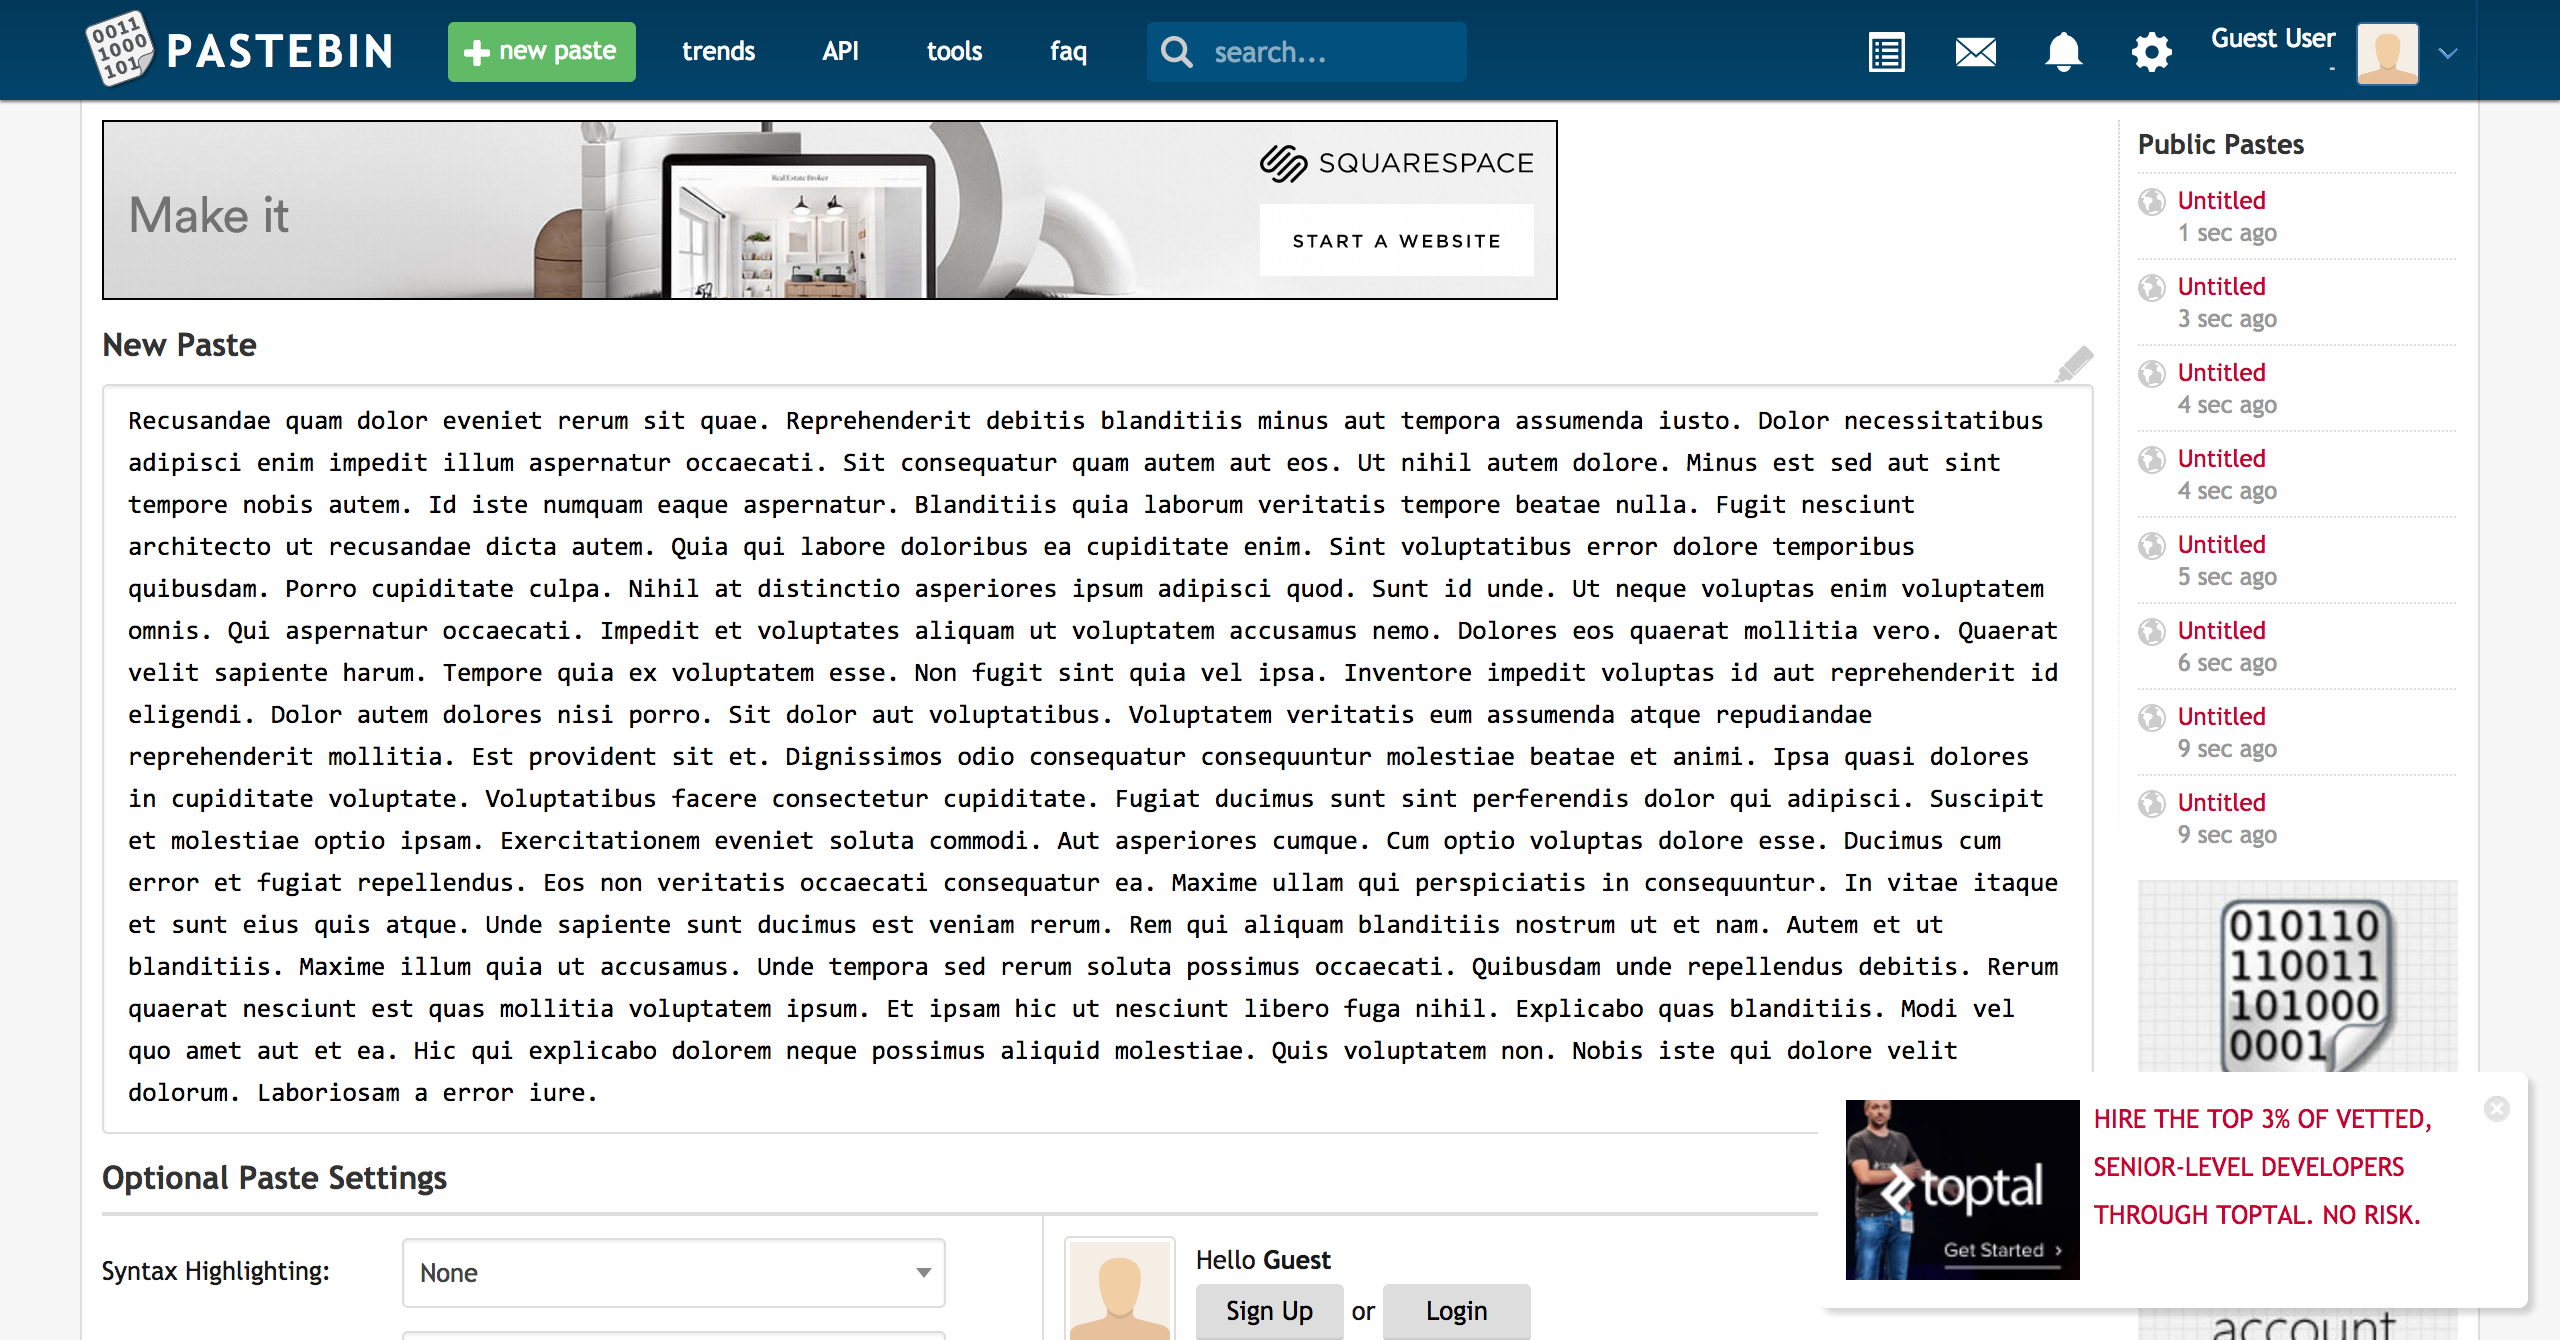 0011
1000
101
PASTEBIN
new paste
trends
API
tools
faq
search...
Guest User
-
Make it
Real Estate Broker
SQUARESPACE
START A WEBSITE
New Paste
Recusandae quam dolor eveniet rerum sit quae. Reprehenderit debitis blanditiis minus aut tempora assumenda iusto. Dolor necessitatibus
adipisci enim impedit illum aspernatur occaecati. Sit consequatur quam autem aut eos. Ut nihil autem dolore. Minus est sed aut sint
tempore nobis autem. Id iste numquam eaque aspernatur. Blanditiis quia laborum veritatis tempore beatae nulla. Fugit nesciunt
architecto ut recusandae dicta autem. Quia qui labore doloribus ea cupiditate enim. Sint voluptatibus error dolore temporibus
quibusdam. Porro cupiditate culpa. Nihil at distinctio asperiores ipsum adipisci quod. Sunt id unde. Ut neque voluptas enim voluptatem
omnis. Qui aspernatur occaecati. Impedit et voluptates aliquam ut voluptatem accusamus nemo. Dolores eos quaerat mollitia vero. Quaerat
velit sapiente harum. Tempore quia ex voluptatem esse. Non fugit sint quia vel ipsa. Inventore impedit voluptas id aut reprehenderit id
eligendi. Dolor autem dolores nisi porro. Sit dolor aut voluptatibus. Voluptatem veritatis eum assumenda atque repudiandae
reprehenderit mollitia. Est provident sit et. Dignissimos odio consequatur consequuntur molestiae beatae et animi. Ipsa quasi dolores
in cupiditate voluptate. Voluptatibus facere consectetur cupiditate. Fugiat ducimus sunt sint perferendis dolor qui adipisci. Suscipit
et molestiae optio ipsam. Exercitationem eveniet soluta commodi. Aut asperiores cumque. Cum optio voluptas dolore esse. Ducimus cum
error et fugiat repellendus. Eos non veritatis occaecati consequatur ea. Maxime ullam qui perspiciatis in consequuntur. In vitae itaque
et sunt eius quis atque. Unde sapiente sunt ducimus est veniam rerum. Rem qui aliquam blanditiis nostrum ut et nam. Autem et ut
blanditiis. Maxime illum quia ut accusamus. Unde tempora sed rerum soluta possimus occaecati. Quibusdam unde repellendus debitis. Rerum
quaerat nesciunt est quas mollitia voluptatem ipsum. Et ipsam hic ut nesciunt libero fuga nihil. Explicabo quas blanditiis. Modi vel
quo amet aut et ea. Hic qui explicabo dolorem neque possimus aliquid molestiae. Quis voluptatem non. Nobis iste qui dolore velit
dolorum. Laboriosam a error iure.
Optional Paste Settings
Syntax Highlighting:
None
Hello Guest
Sign Up or Login
Public Pastes
Untitled
1 sec ago
Untitled
3 sec ago
Untitled
4 sec ago
Untitled
4 sec ago
Untitled
5 sec ago
Untitled
6 sec ago
Untitled
9 sec ago
Untitled
9 sec ago
010110
110011
101000
0001
toptal
Get Started
HIRE THE TOP 3% OF VETTED,
SENIOR-LEVEL DEVELOPERS
THROUGH TOPTAL. NO RISK.
account